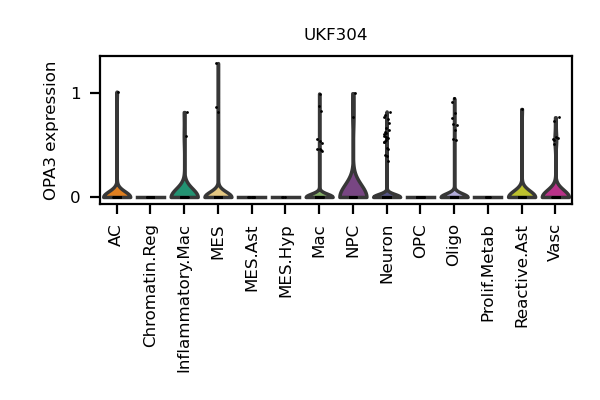 UKF304
OPA3 expression
1
0
AC
Chromatin.Reg
Inflammatory.Mac
MES
MES.Ast
MES.Hyp
Mac
NPC
Neuron
OPC
Oligo
Prolif.Metab
Reactive.Ast
Vasc